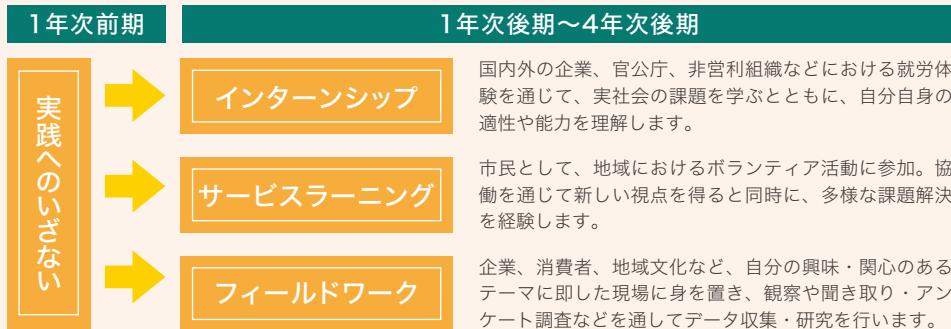 1年次前期
1年次後期～4年次後期
実践へのいざない
インターンシップ
国内外の企業、官公庁、非営利組織などにおける就労体
験を通じて、実社会の課題を学ぶとともに、自分自身の
適性や能力を理解します。
サービスラーニング
市民として、地域におけるボランティア活動に参加。協
働を通じて新しい視点を得ると同時に、多様な課題解決
を経験します。
フィールドワーク
企業、消費者、地域文化など、自分の興味・関心のある
テーマに即した現場に身を置き、観察や聞き取り・アン
ケート調査などを通してデータ収集・研究を行います。